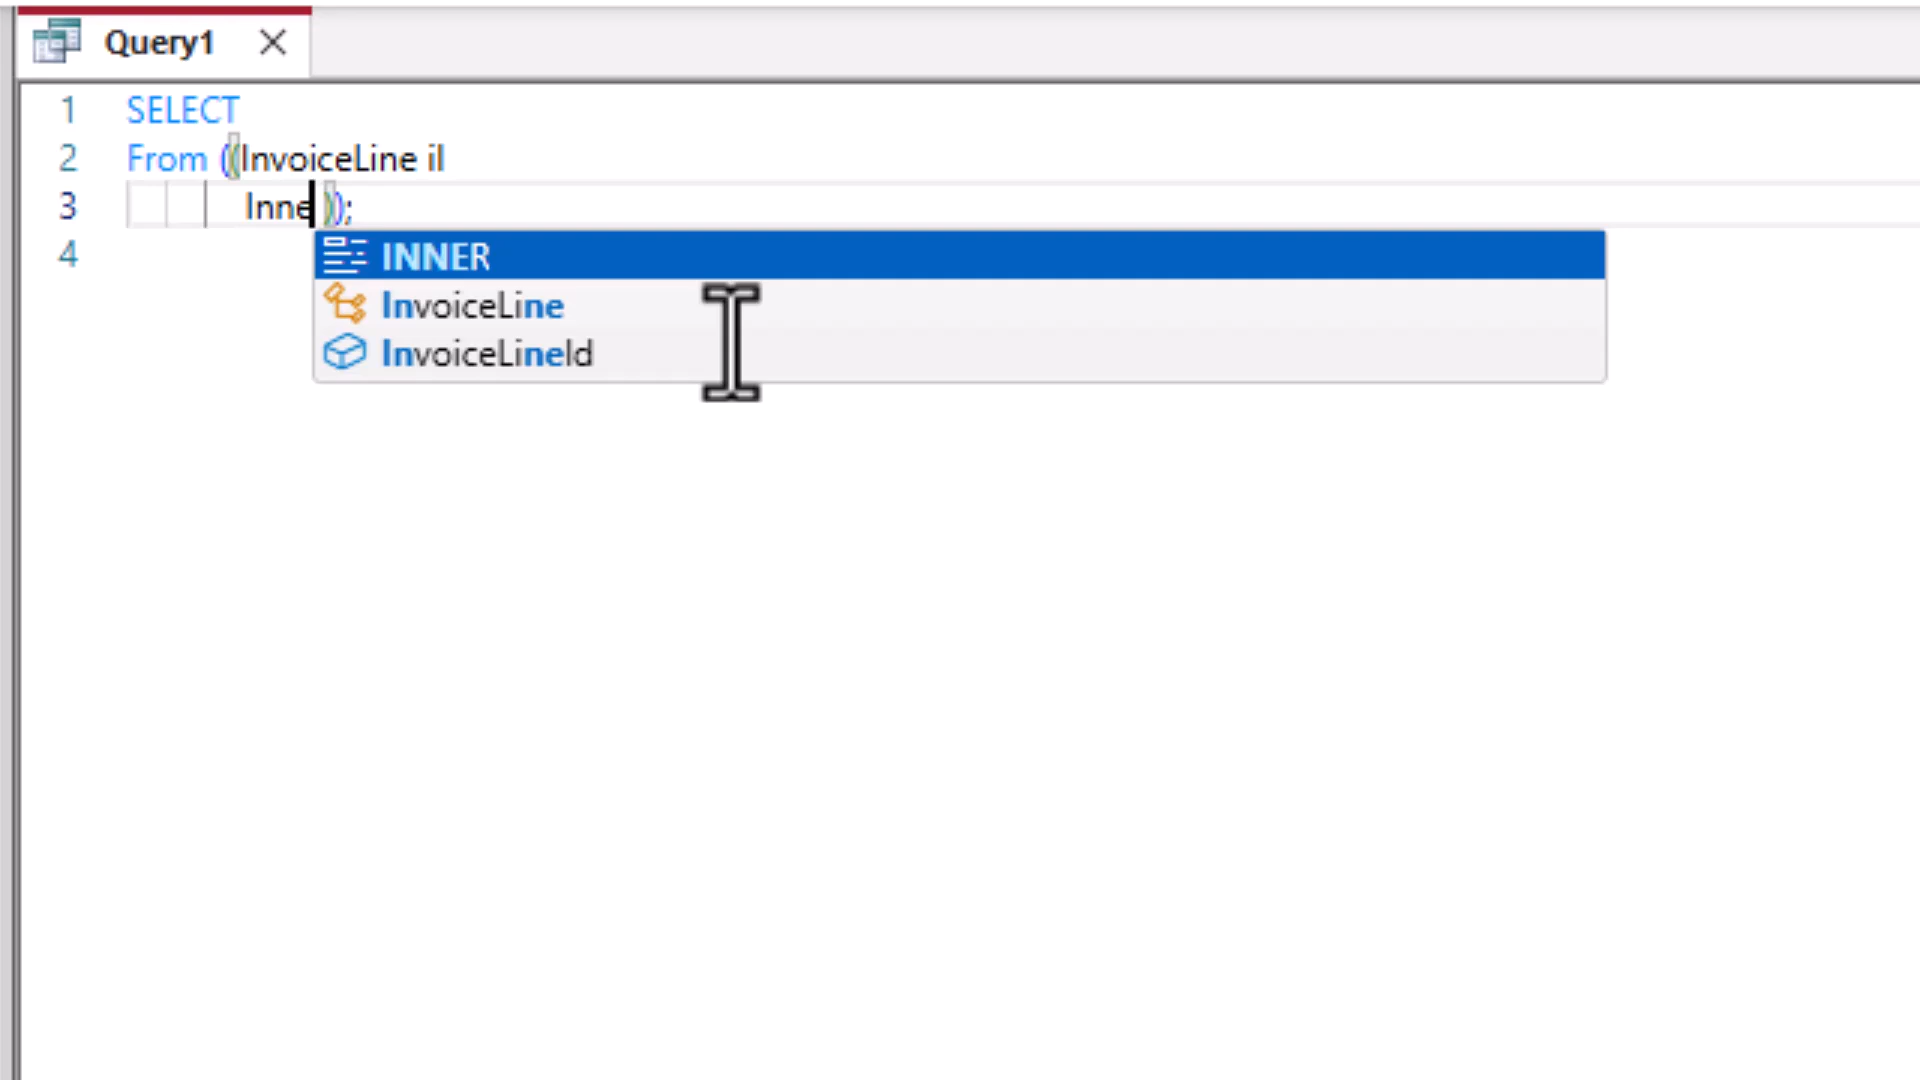 Query1
1 SELECT
2 From ((InvoiceLine il
3 Inne ));
4
INNER
InvoiceLine
InvoiceLineId